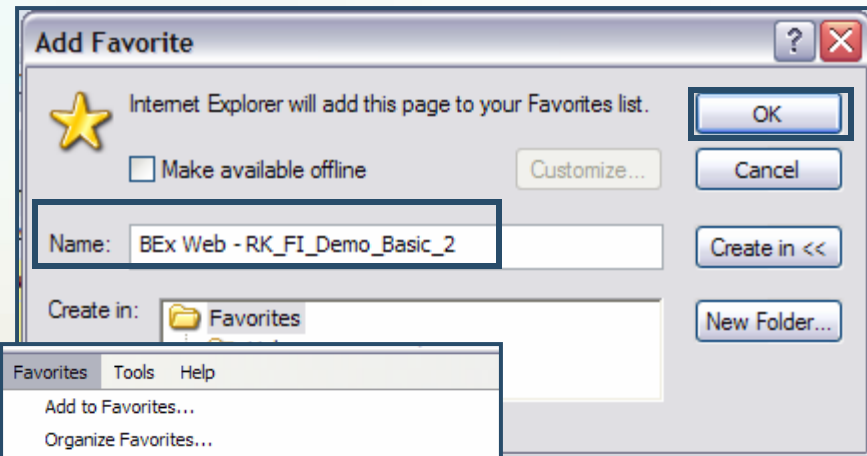 Add Favorite
Internet Explorer will add this page to your Favorites list.
OK
Make available offline
Customize...
Cancel
Name: BEx Web - RK_FI_Demo_Basic_2
Create in <<
Create in:
Favorites
New Folder...
Favorites Tools Help
Add to Favorites...
Organize Favorites...